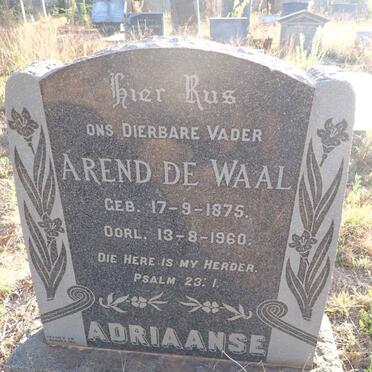 Hier Rus
ONS DIERBARE VADER
AREND DE WAAL
GEB. 17-9-1875.
OORL. 13-8-1960.
DIE HERE IS MY HERDER.
PSALM 23:1.
ADRIAANSE